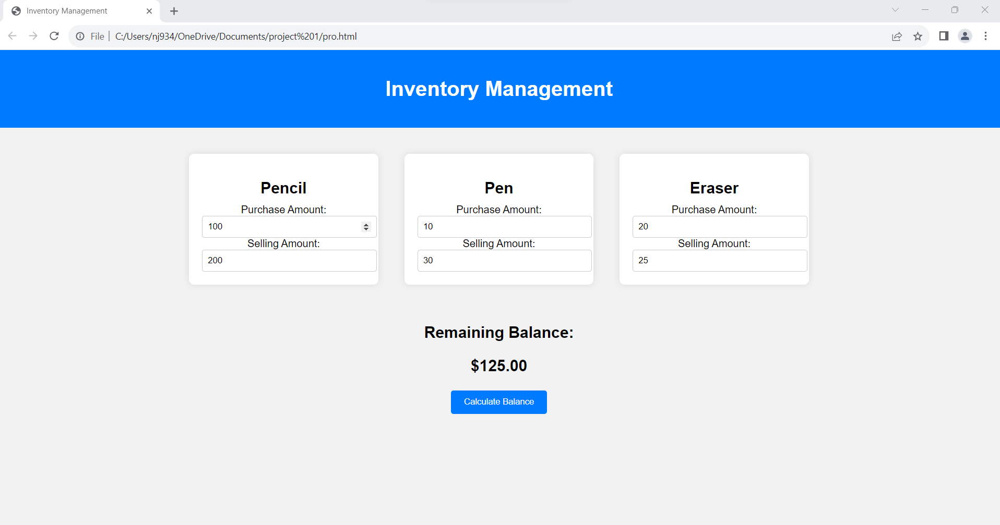 Inventory Management
File | C:/Users/nj934/OneDrive/Documents/project%201/pro.html
Inventory Management
Pencil
Purchase Amount:
100
Selling Amount:
200
Pen
Purchase Amount:
10
Selling Amount:
30
Eraser
Purchase Amount:
20
Selling Amount:
25
Remaining Balance:
$125.00
Calculate Balance